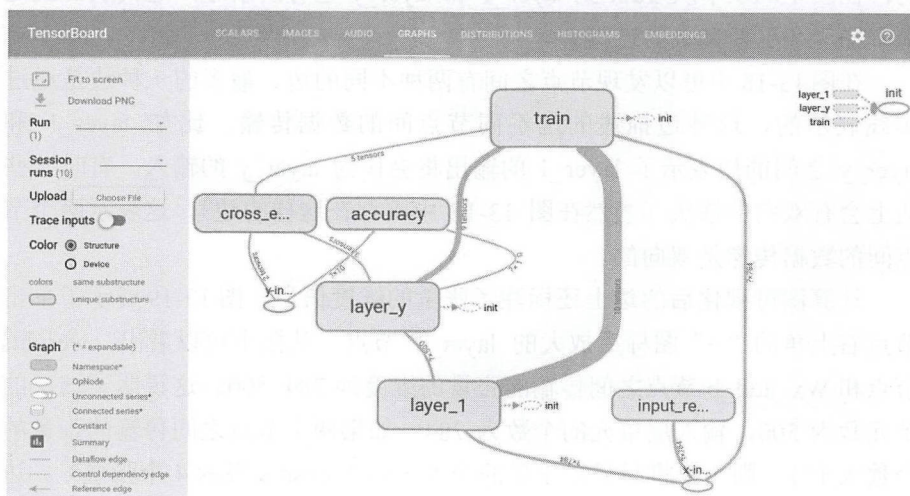 TensorBoard
SCALARS IMAGES AUDIO GRAPHS DISTRIBUTIONS HISTOGRAMS EMBEDDINGS
Fit to screen
Download PNG
Run
(1)
Session
runs (10)
Upload Choose File
Trace inputs
Color Structure
Device
colors same substructure
unique substructure
Graph (* = expandable)
Namespace*
OpNode
Unconnected series*
Connected series*
Constant
Summary
Dataflow edge
Control dependency edge
Reference edge
train
init
layer_1
layer_y
train
init
5 tensors
cross_e...
accuracy
y-in...
layer_y
init
layer_1
init
input_re...
x-in...